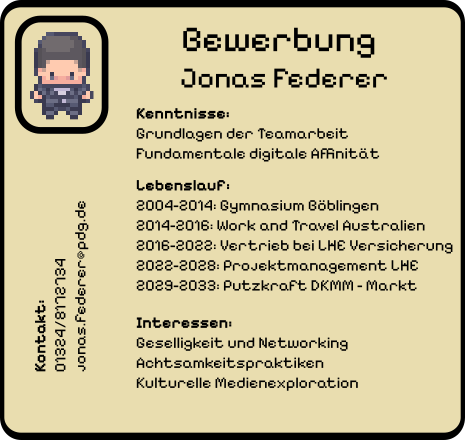 Bewerbung
Jonas Federer
Kenntnisse:
Grundlagen der Teamarbeit
Fundamentale digitale Affinität
Lebenslauf:
2004-2014: Gymnasium Göblingen
2014-2016: Work and Travel Australien
2016-2022: Vertrieb bei LHE Versicherung
2022-2028: Projektmanagement LHE
2029-2033: Putzkraft DKMM - Markt
Interessen:
Geselligkeit und Networking
Achtsamkeitspraktiken
Kulturelle Medienexploration
Kontakt:
01324/8172734
jonas.federer@pdg.de